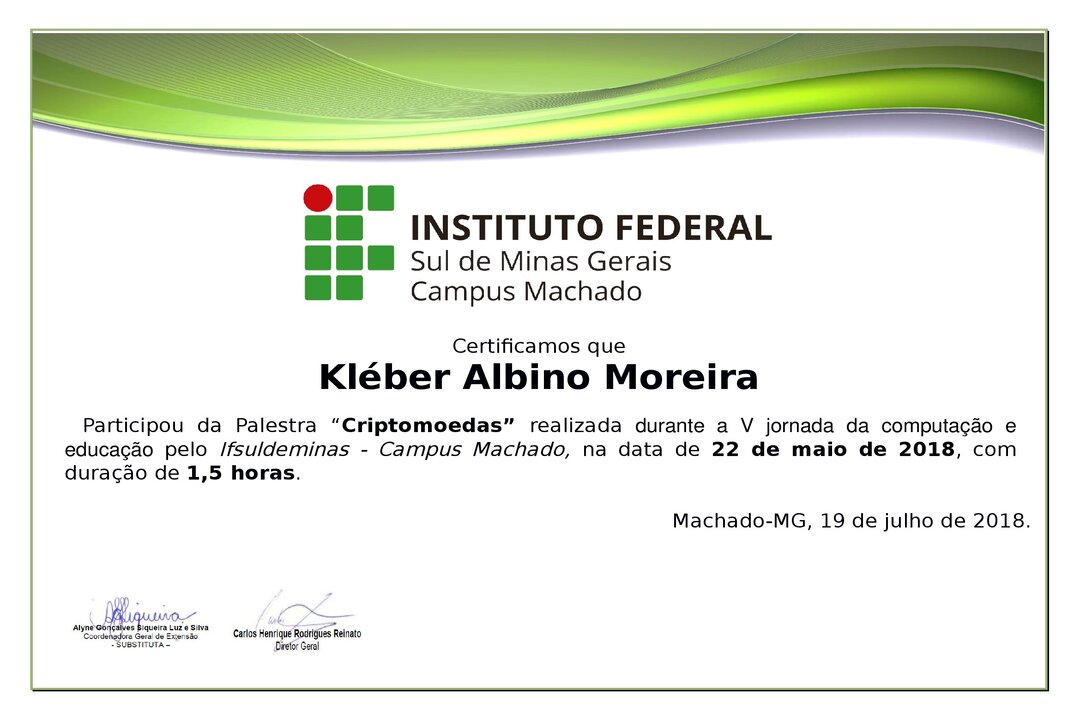 INSTITUTO FEDERAL
Sul de Minas Gerais
Campus Machado
Certificamos que
Kléber Albino Moreira
Participou da Palestra “Criptomoedas” realizada durante a V jornada da computação e
educação pelo Ifsuldeminas - Campus Machado, na data de 22 de maio de 2018, com
duração de 1,5 horas.
Machado-MG, 19 de julho de 2018.
Alyne Gonçalves Siqueira Luz e Silva
Coordenadora Geral de Extensão
- SUBSTITUTA –
Carlos Henrique Rodrigues Reinato
Diretor Geral